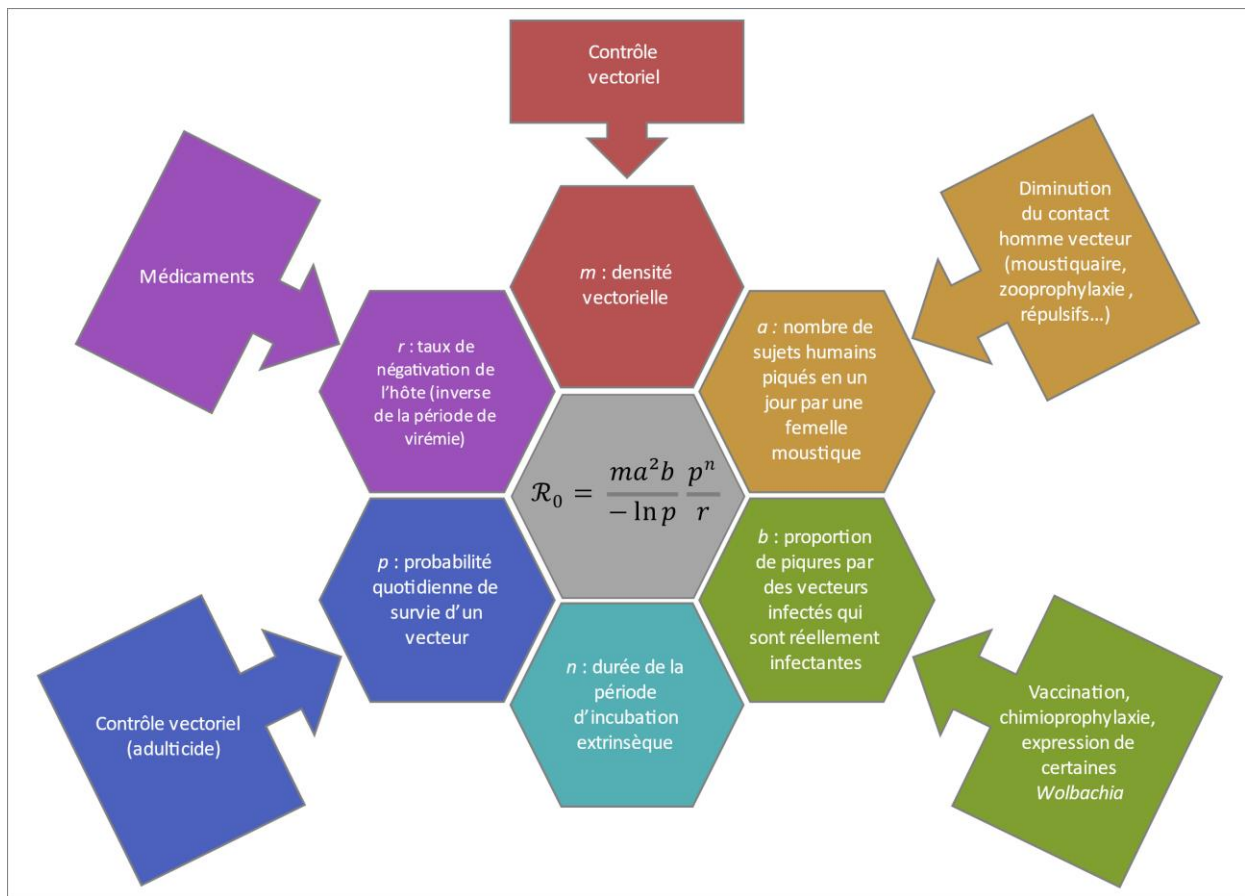 Contrôle
vectoriel
Médicaments
Diminution
du contact
homme vecteur
(moustiquaire,
zooprophylaxie ,
répulsifs...)
m : densité
vectorielle
r : taux de
négativation de
l'hôte (inverse
de la période de
virémie)
a : nombre de
sujets humains
piqués en un
jour par une
femelle
moustique
ℛ₀ = ma²b / −ln p · pⁿ / r
p : probabilité
quotidienne de
survie d'un
vecteur
b : proportion
de piqures par
des vecteurs
infectés qui
sont réellement
infectantes
n : durée de la
période
d'incubation
extrinsèque
Contrôle vectoriel
(adulticide)
Vaccination,
chimioprophylaxie,
expression de
certaines
Wolbachia